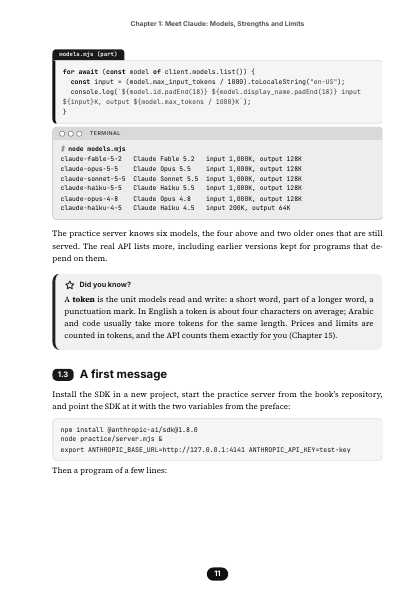 Chapter 1: Meet Claude: Models, Strengths and Limits
models.mjs (part)
for await (const model of client.models.list()) {
  const input = (model.max_input_tokens / 1000).toLocaleString("en-US");
  console.log(`${model.id.padEnd(18)} ${model.display_name.padEnd(18)} input
${input}K, output ${model.max_tokens / 1000}K`);
}
TERMINAL
$ node models.mjs
claude-fable-5-2   Claude Fable 5.2   input 1,000K, output 128K
claude-opus-5-5    Claude Opus 5.5    input 1,000K, output 128K
claude-sonnet-5-5  Claude Sonnet 5.5  input 1,000K, output 128K
claude-haiku-5-5   Claude Haiku 5.5   input 1,000K, output 128K
claude-opus-4-8    Claude Opus 4.8    input 1,000K, output 128K
claude-haiku-4-5   Claude Haiku 4.5   input 200K, output 64K
The practice server knows six models, the four above and two older ones that are still
served. The real API lists more, including earlier versions kept for programs that de-
pend on them.
Did you know?
A token is the unit models read and write: a short word, part of a longer word, a
punctuation mark. In English a token is about four characters on average; Arabic
and code usually take more tokens for the same length. Prices and limits are
counted in tokens, and the API counts them exactly for you (Chapter 15).
1.3 A first message
Install the SDK in a new project, start the practice server from the book's repository,
and point the SDK at it with the two variables from the preface:
npm install @anthropic-ai/sdk@1.8.0
node practice/server.mjs &
export ANTHROPIC_BASE_URL=http://127.0.0.1:4141 ANTHROPIC_API_KEY=test-key
Then a program of a few lines:
11